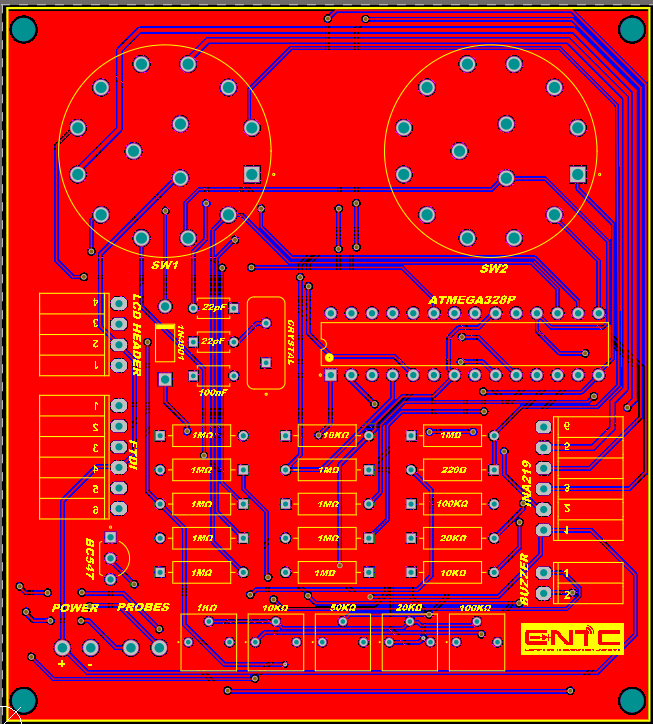 SW1
SW2
ATMEGA328P
22pF
22pF
100nF
1N4001
CRYSTAL
LCD HEADER
4
3
2
1
FTDI
1
2
3
4
5
6
1MΩ
10KΩ
1MΩ
1MΩ
1MΩ
220Ω
1MΩ
1MΩ
100KΩ
1MΩ
1MΩ
20KΩ
1MΩ
1MΩ
10KΩ
INA219
6
5
4
3
2
1
BUZZER
1
2
BC547
POWER
PROBES
1KΩ
10KΩ
50KΩ
20KΩ
100KΩ
+
-
ENTC